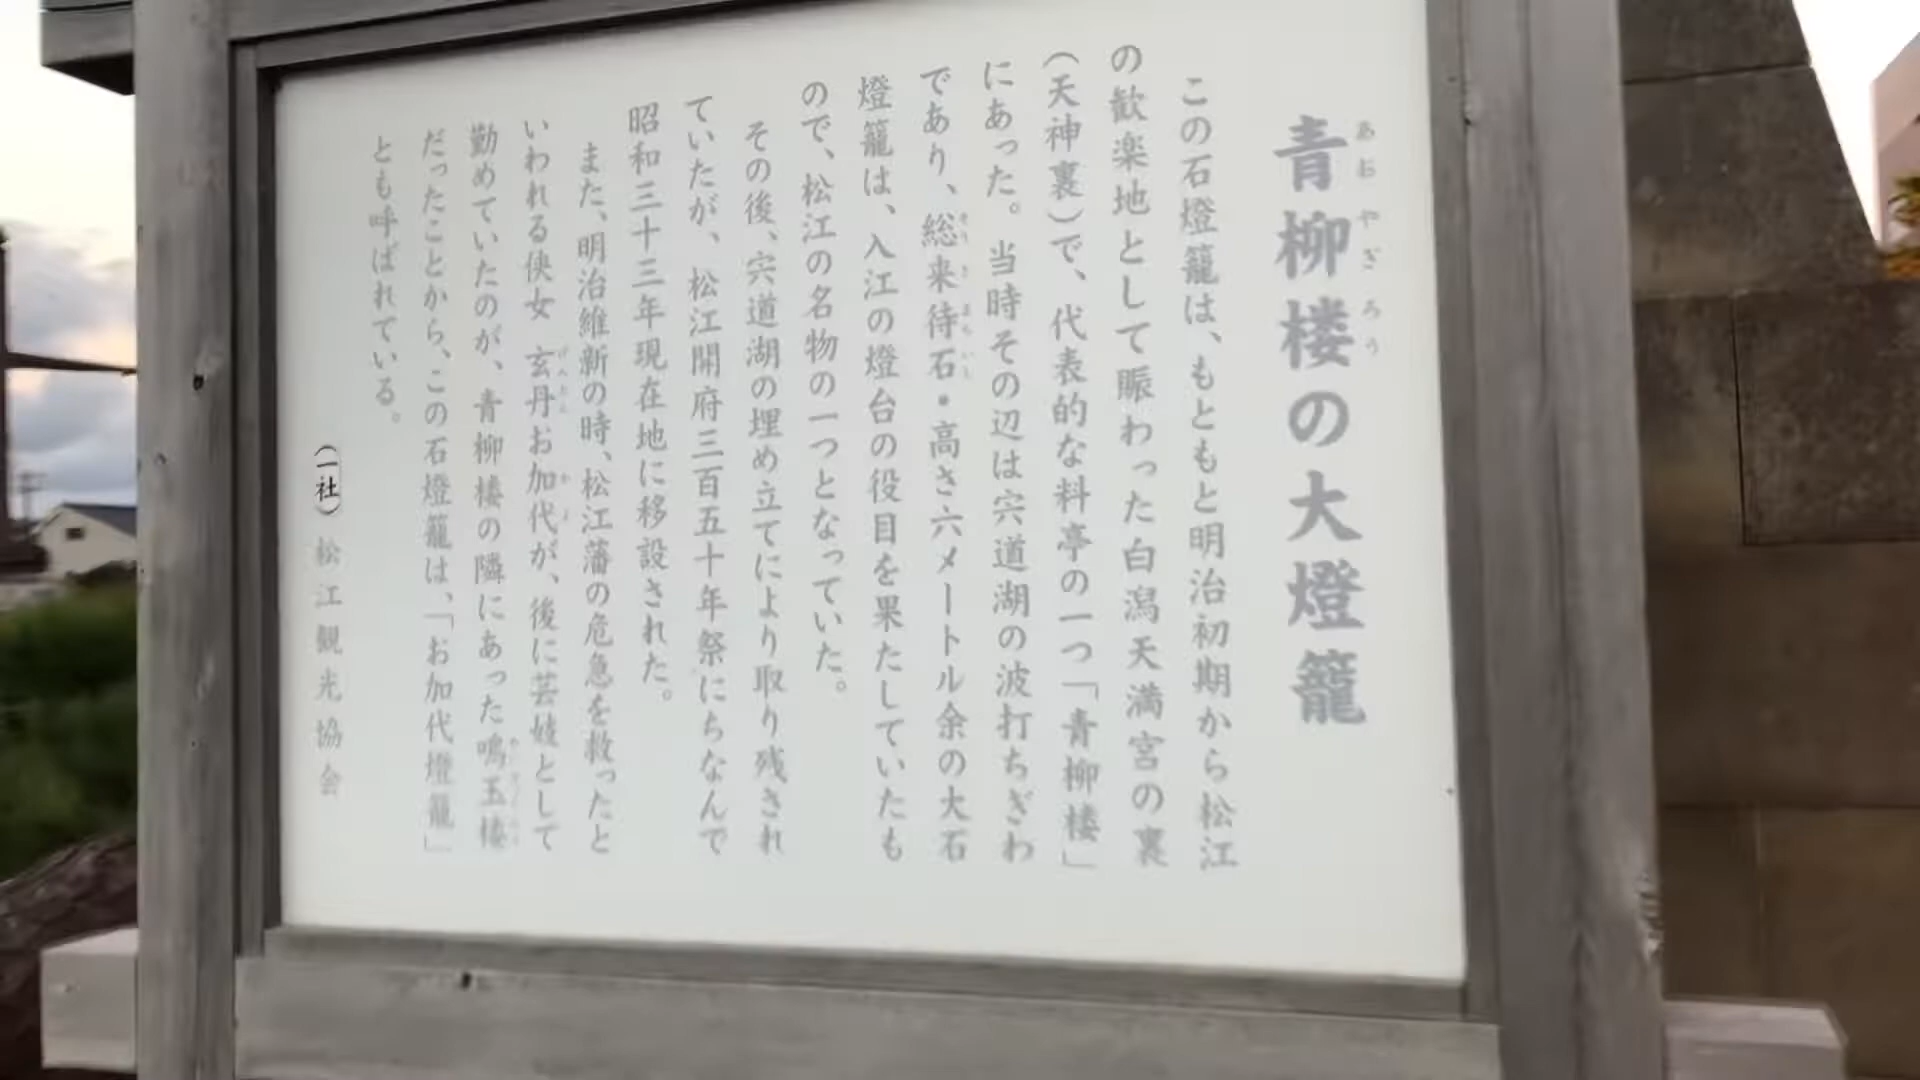 青柳楼の大燈籠
あおやぎろう
この石燈籠は、もともと明治初期から松江
の歓楽地として賑わった白潟天満宮の裏
(天神裏)で、代表的な料亭の一つ「青柳楼」
にあった。当時その辺は宍道湖の波打ちぎわ
であり、総来待石・高さ六メートル余の大石
燈籠は、入江の燈台の役目を果たしていたも
ので、松江の名物の一つとなっていた。
その後、宍道湖の埋め立てにより取り残され
ていたが、松江開府三百五十年祭にちなんで
昭和三十三年現在地に移設された。
また、明治維新の時、松江藩の危急を救ったと
いわれる侠女 玄丹お加代が、後に芸妓として
勤めていたのが、青柳楼の隣にあった鳴玉楼
だったことから、この石燈籠は、「お加代燈籠」
とも呼ばれている。
(一社) 松江観光協会